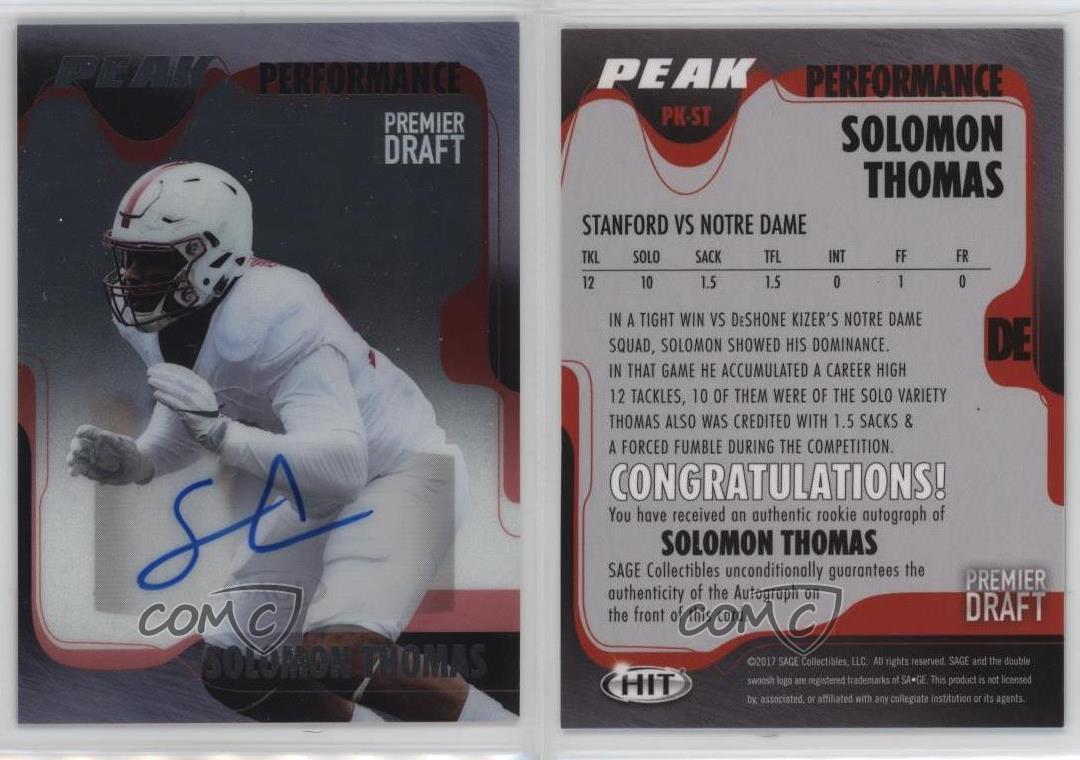 PEAK PERFORMANCE
PREMIER
DRAFT
COMC
SOLOMON THOMAS
PEAK PERFORMANCE
PK-ST
SOLOMON
THOMAS
STANFORD VS NOTRE DAME
TKL SOLO SACK TFL INT FF FR
12 10 1.5 1.5 0 1 0
DE
IN A TIGHT WIN VS DESHONE KIZER'S NOTRE DAME
SQUAD, SOLOMON SHOWED HIS DOMINANCE.
IN THAT GAME HE ACCUMULATED A CAREER HIGH
12 TACKLES, 10 OF THEM WERE OF THE SOLO VARIETY
THOMAS ALSO WAS CREDITED WITH 1.5 SACKS &
A FORCED FUMBLE DURING THE COMPETITION.
CONGRATULATIONS!
You have received an authentic rookie autograph of
SOLOMON THOMAS
SAGE Collectibles unconditionally guarantees the
authenticity of the Autograph on
the front of this card.
COMC
PREMIER
DRAFT
HIT
©2017 SAGE Collectibles, LLC. All rights reserved. SAGE and the double
swoosh logo are registered trademarks of SA•GE. This product is not licensed
by, associated, or affiliated with any collegiate institution or its agents.